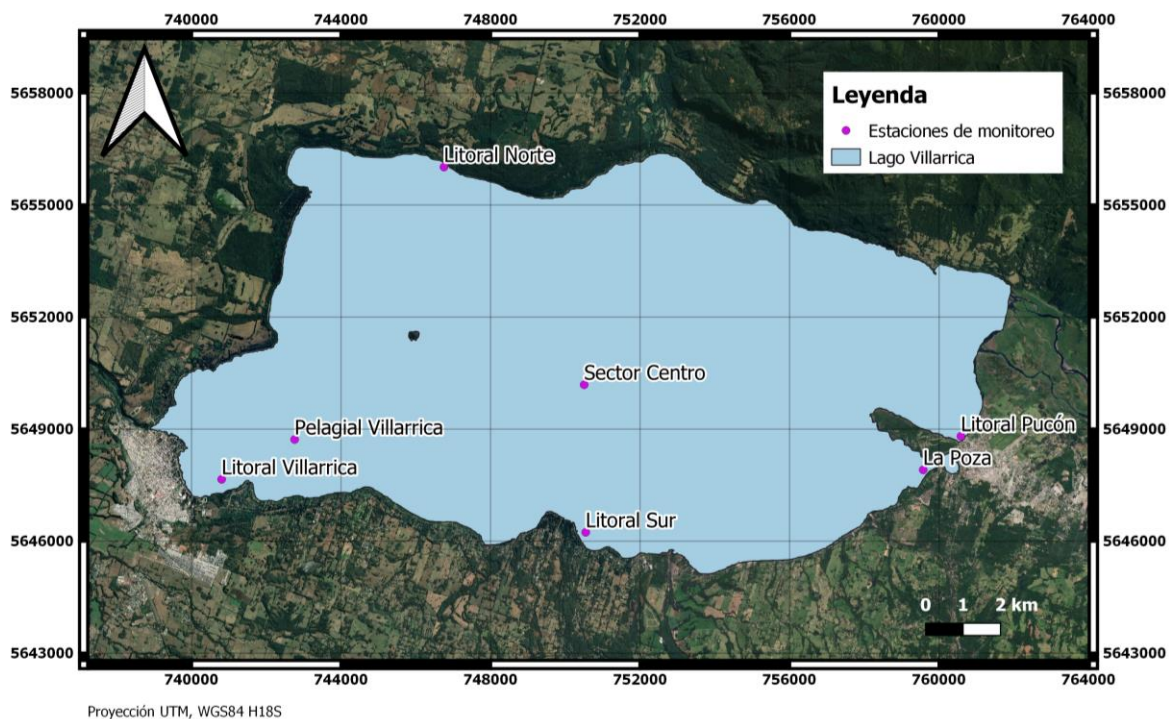 740000 744000 748000 752000 756000 760000 764000
5658000 5658000
Leyenda
Estaciones de monitoreo
Lago Villarrica
Litoral Norte
5655000 5655000
5652000 5652000
Sector Centro
Pelagial Villarrica
Litoral Pucón
5649000 5649000
La Poza
Litoral Villarrica
Litoral Sur
5646000 5646000
0 1 2 km
5643000 5643000
740000 744000 748000 752000 756000 760000 764000
Proyección UTM, WGS84 H18S